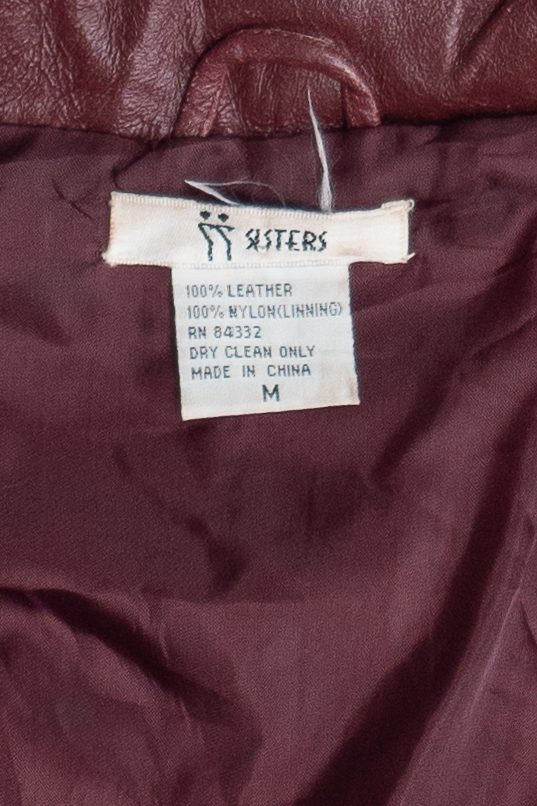 SISTERS
100% LEATHER
100% NYLON(LINNING)
RN 84332
DRY CLEAN ONLY
MADE IN CHINA
M